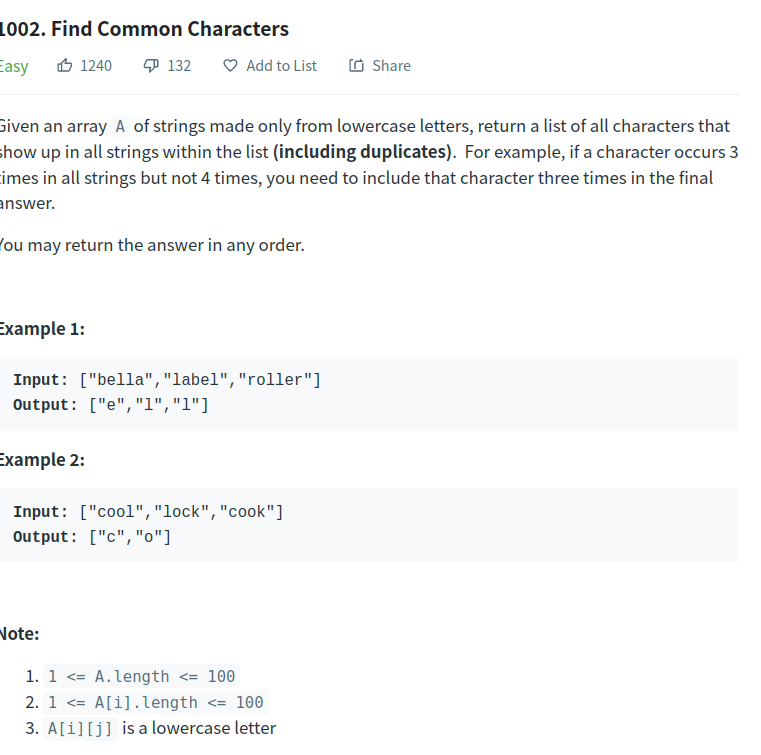 1002. Find Common Characters
Easy 1240 132 Add to List Share
Given an array A of strings made only from lowercase letters, return a list of all characters that
show up in all strings within the list (including duplicates). For example, if a character occurs 3
times in all strings but not 4 times, you need to include that character three times in the final
answer.
You may return the answer in any order.
Example 1:
Input: ["bella","label","roller"]
Output: ["e","l","l"]
Example 2:
Input: ["cool","lock","cook"]
Output: ["c","o"]
Note:
1. 1 <= A.length <= 100
2. 1 <= A[i].length <= 100
3. A[i][j] is a lowercase letter